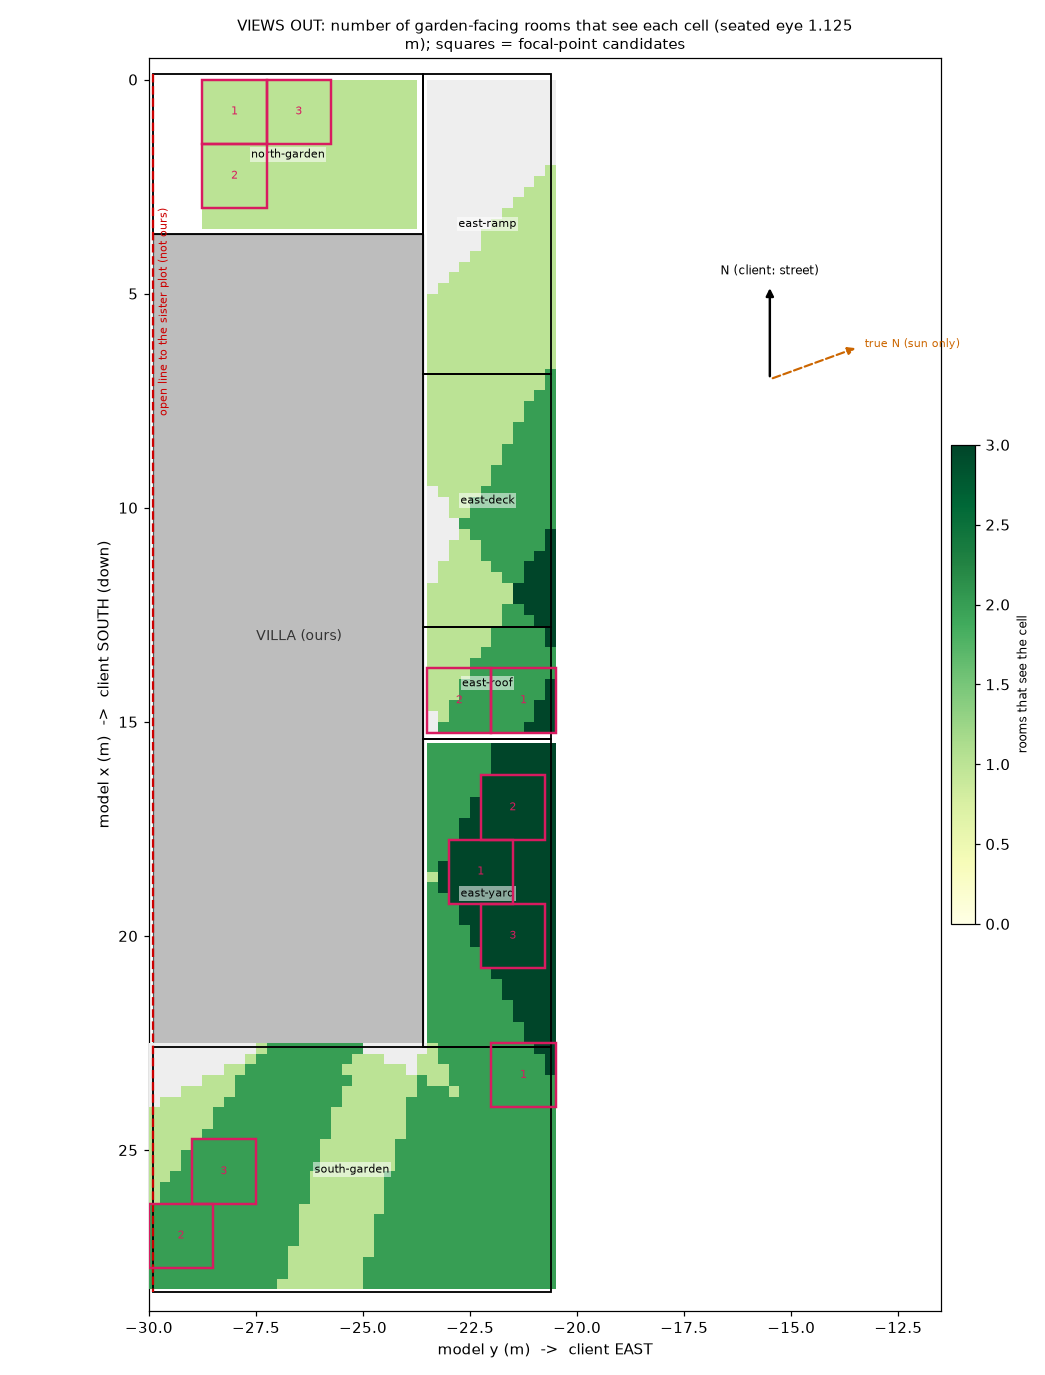 VIEWS OUT: number of garden-facing rooms that see each cell (seated eye 1.125
m); squares = focal-point candidates
0
5
10
15
20
25
model x (m)  ->  client SOUTH (down)
open line to the sister plot (not ours)
1
3
north-garden
2
east-ramp
N (client: street)
true N (sun only)
east-deck
VILLA (ours)
east-roof
2
1
2
1
east-yard
3
1
3
south-garden
2
3.0
2.5
2.0
1.5
1.0
0.5
0.0
rooms that see the cell
−30.0
−27.5
−25.0
−22.5
−20.0
−17.5
−15.0
−12.5
model y (m)  ->  client EAST